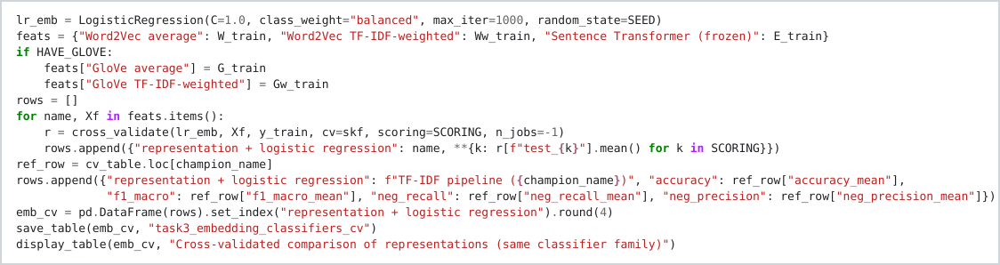 lr_emb = LogisticRegression(C=1.0, class_weight="balanced", max_iter=1000, random_state=SEED)
feats = {"Word2Vec average": W_train, "Word2Vec TF-IDF-weighted": Ww_train, "Sentence Transformer (frozen)": E_train}
if HAVE_GLOVE:
    feats["GloVe average"] = G_train
    feats["GloVe TF-IDF-weighted"] = Gw_train
rows = []
for name, Xf in feats.items():
    r = cross_validate(lr_emb, Xf, y_train, cv=skf, scoring=SCORING, n_jobs=-1)
    rows.append({"representation + logistic regression": name, **{k: r[f"test_{k}"].mean() for k in SCORING}})
ref_row = cv_table.loc[champion_name]
rows.append({"representation + logistic regression": f"TF-IDF pipeline ({champion_name})", "accuracy": ref_row["accuracy_mean"],
             "f1_macro": ref_row["f1_macro_mean"], "neg_recall": ref_row["neg_recall_mean"], "neg_precision": ref_row["neg_precision_mean"]})
emb_cv = pd.DataFrame(rows).set_index("representation + logistic regression").round(4)
save_table(emb_cv, "task3_embedding_classifiers_cv")
display_table(emb_cv, "Cross-validated comparison of representations (same classifier family)")